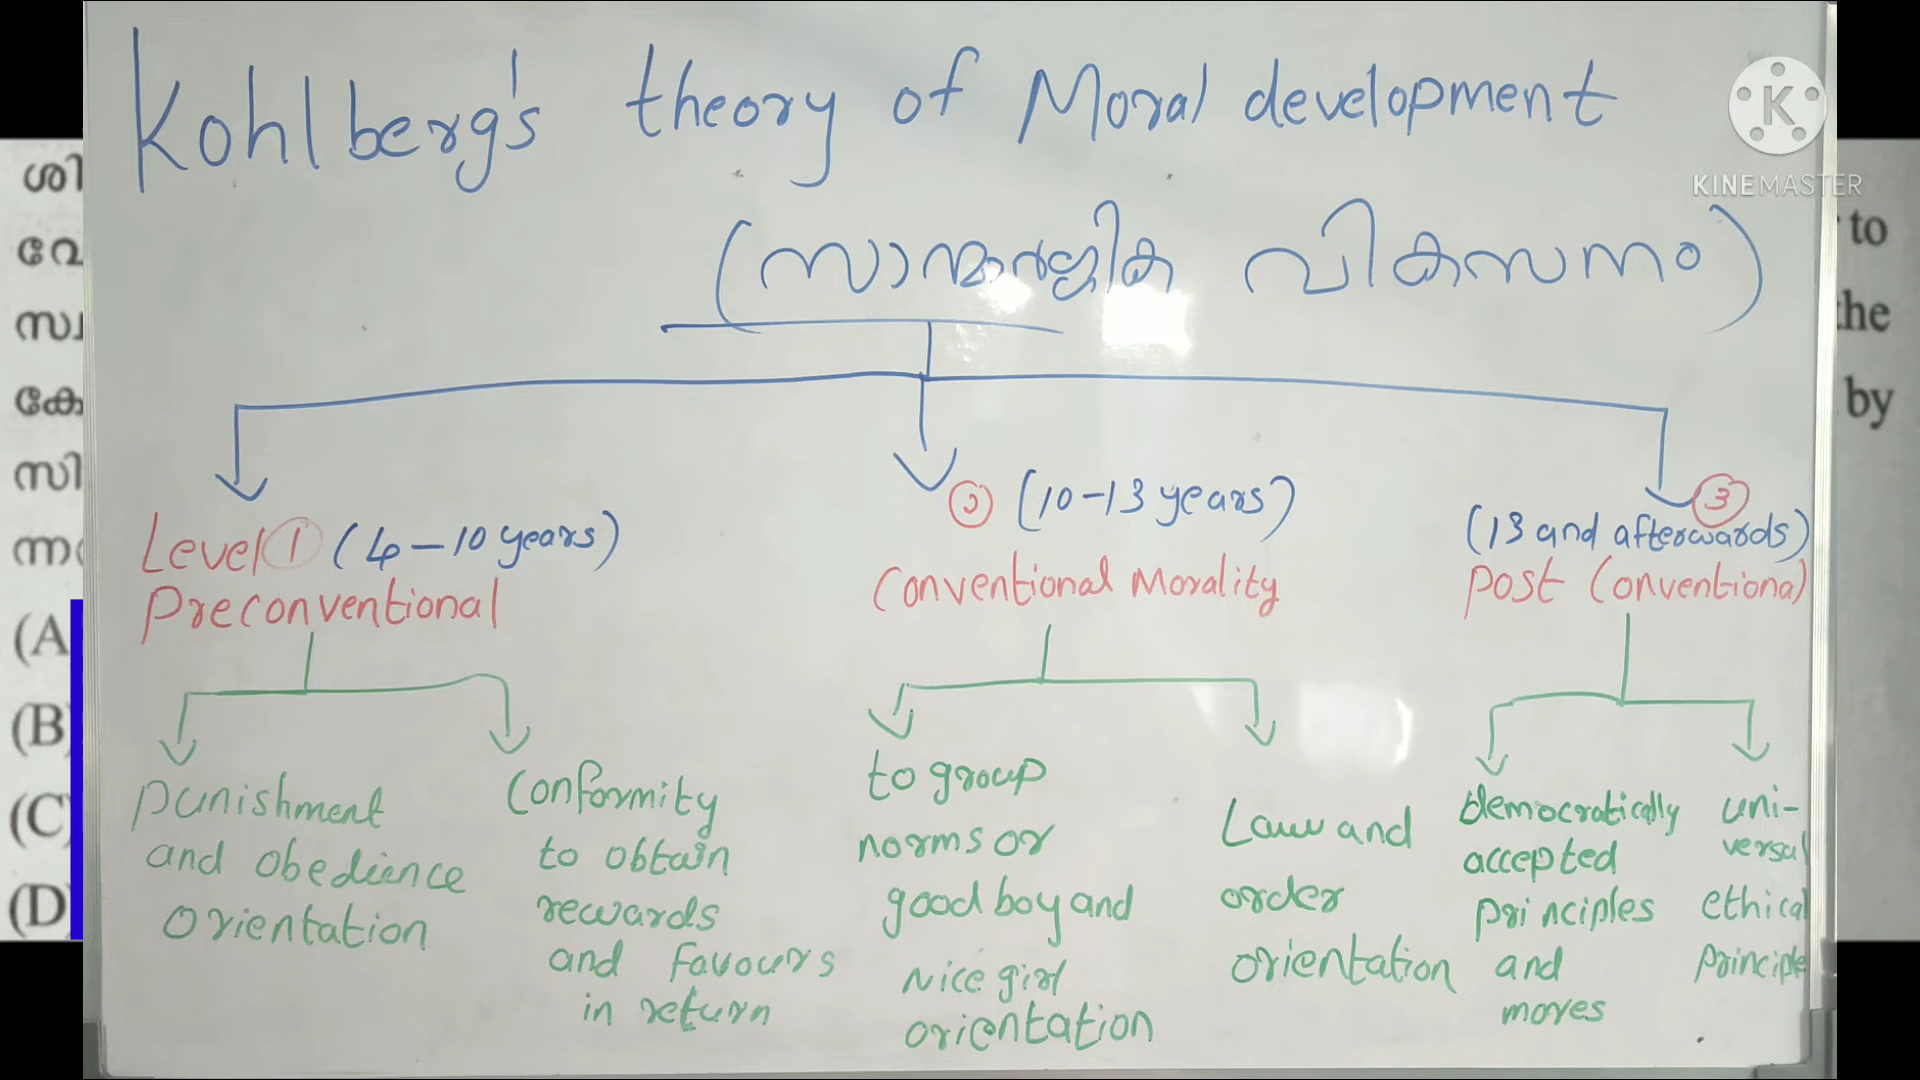 Kohlberg's theory of Moral development
(സാന്മാർഗ്ഗിക വികസനം)
Level 1 (4-10 years)
Preconventional
2 (10-13 years)
Conventional Morality
3
(13 and afterwards)
Post Conventional
Punishment
and obedience
orientation
Conformity
to obtain
rewards
and favours
in return
to group
norms or
good boy and
Nice girl
orientation
Law and
order
orientation
democratically
accepted
principles
and
mores
uni-
versal
ethical
principle
K
KINEMASTER
ശി
വേ
സ
കേ
സി
ന
(A
(B)
(C)
(D)
to
the
by